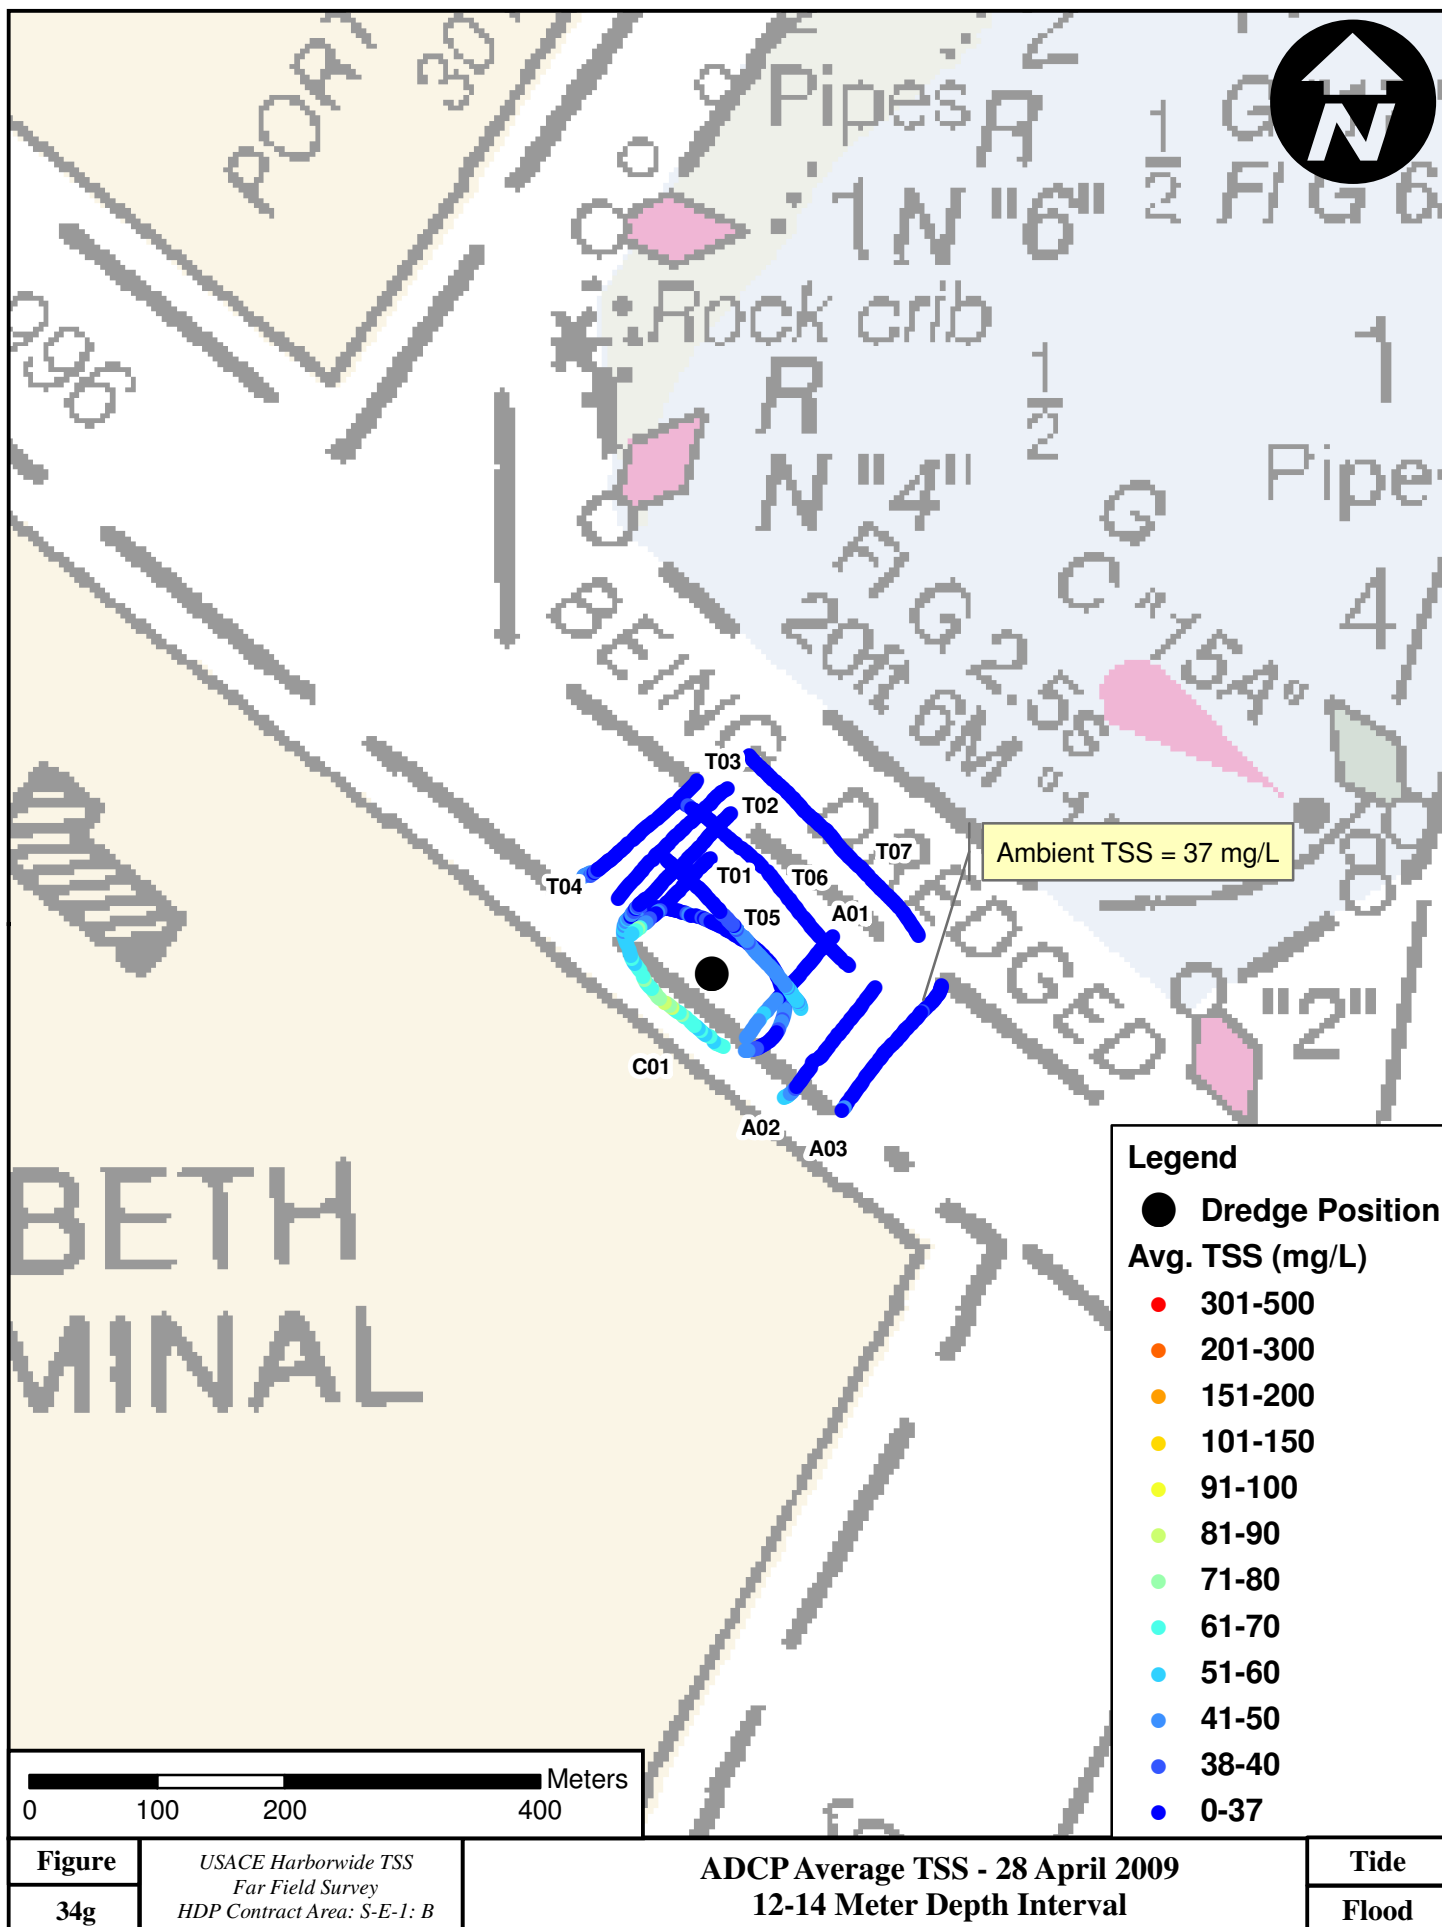 PORT
30
Pipes
R
1/2
G
N
1N "6"
Fl G 6
Rock crib
996
R
1/2
1
N "4"
G
Pipe
C "15A"
Fl G 2.5s
20ft 6M
4
BEING DREDGED
T03
T02
T07
Ambient TSS = 37 mg/L
T04
T01
T06
A01
T05
"2"
C01
A02
A03
BETH
MINAL
Legend
Dredge Position
Avg. TSS (mg/L)
301-500
201-300
151-200
101-150
91-100
81-90
71-80
61-70
51-60
41-50
38-40
0-37
Meters
0 100 200 400
Figure
34g
USACE Harborwide TSS
Far Field Survey
HDP Contract Area: S-E-1: B
ADCP Average TSS - 28 April 2009
12-14 Meter Depth Interval
Tide
Flood